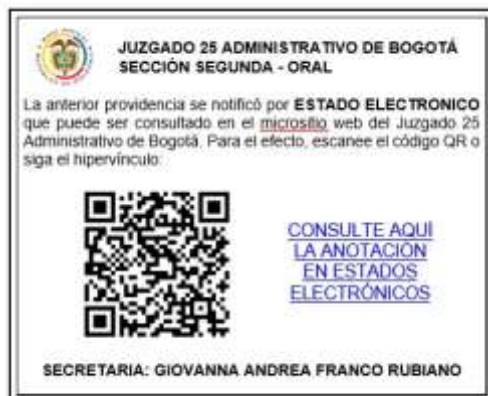 JUZGADO 25 ADMINISTRATIVO DE BOGOTÁ
SECCIÓN SEGUNDA - ORAL
La anterior providencia se notificó por ESTADO ELECTRONICO
que puede ser consultado en el micrositio web del Juzgado 25
Administrativo de Bogotá. Para el efecto, escanee el código QR o
siga el hipervínculo:
CONSULTE AQUÍ
LA ANOTACIÓN
EN ESTADOS
ELECTRÓNICOS
SECRETARIA: GIOVANNA ANDREA FRANCO RUBIANO